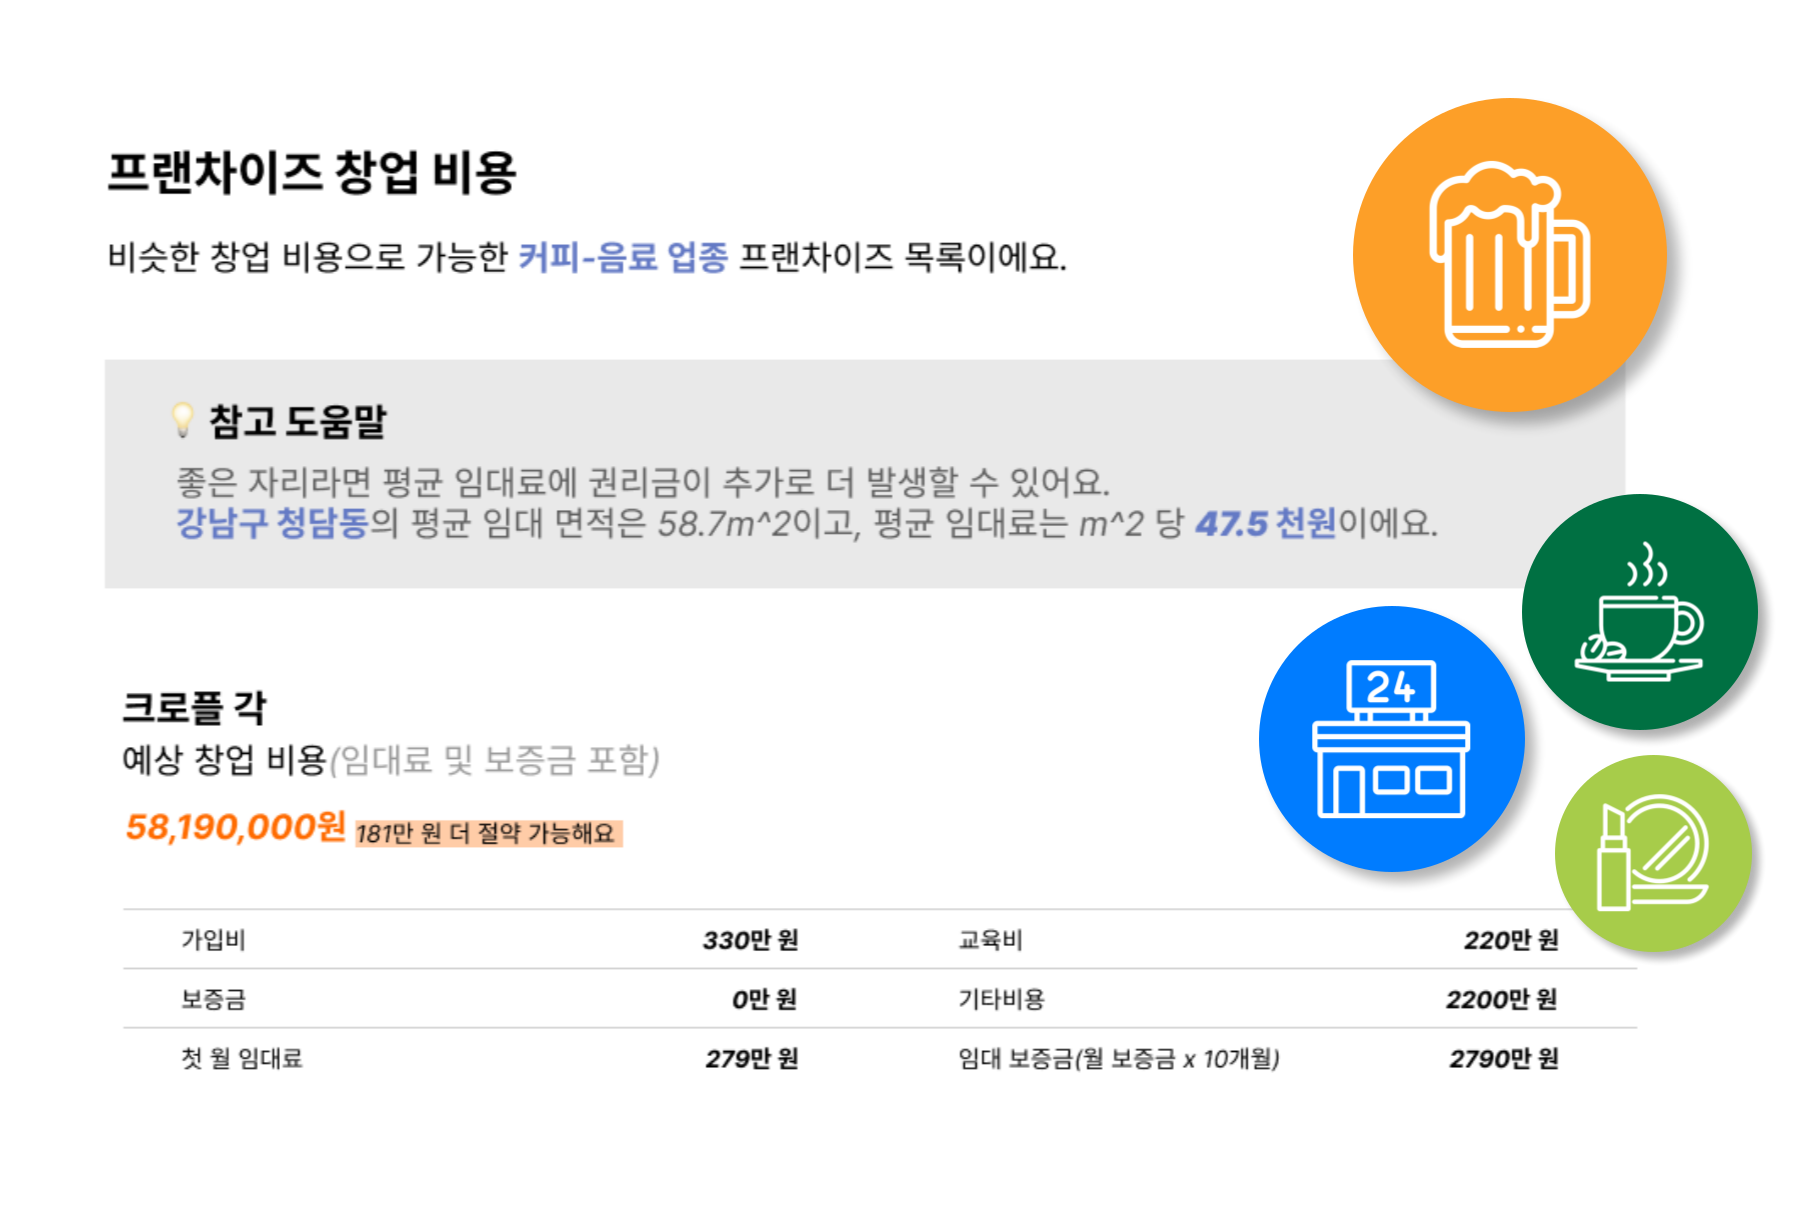 프랜차이즈 창업 비용
비슷한 창업 비용으로 가능한 커피-음료 업종 프랜차이즈 목록이에요.
💡 참고 도움말
좋은 자리라면 평균 임대료에 권리금이 추가로 더 발생할 수 있어요.
강남구 청담동의 평균 임대 면적은 58.7m^2이고, 평균 임대료는 m^2 당 47.5 천원이에요.
24
크로플 각
예상 창업 비용(임대료 및 보증금 포함)
58,190,000원 181만 원 더 절약 가능해요
가입비 330만 원 교육비 220만 원
보증금 0만 원 기타비용 2200만 원
첫 월 임대료 279만 원 임대 보증금(월 보증금 x 10개월) 2790만 원